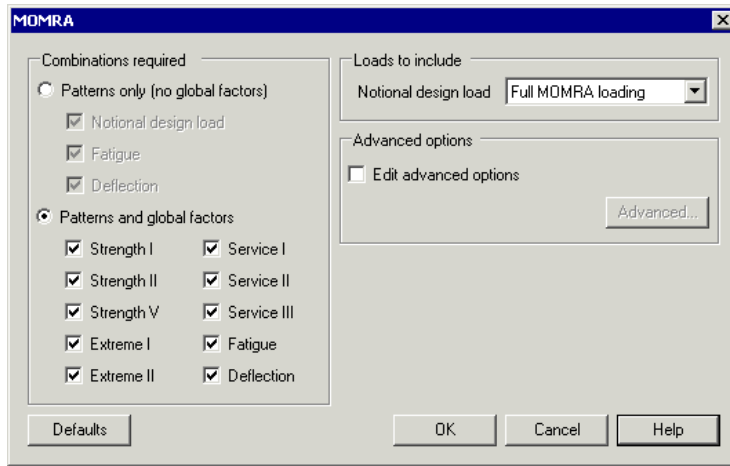 MOMRA
Combinations required
Patterns only (no global factors)
Notional design load
Fatigue
Deflection
Patterns and global factors
Strength I
Service I
Strength II
Service II
Strength V
Service III
Extreme I
Fatigue
Extreme II
Deflection
Loads to include
Notional design load
Full MOMRA loading
Advanced options
Edit advanced options
Advanced...
Defaults
OK
Cancel
Help